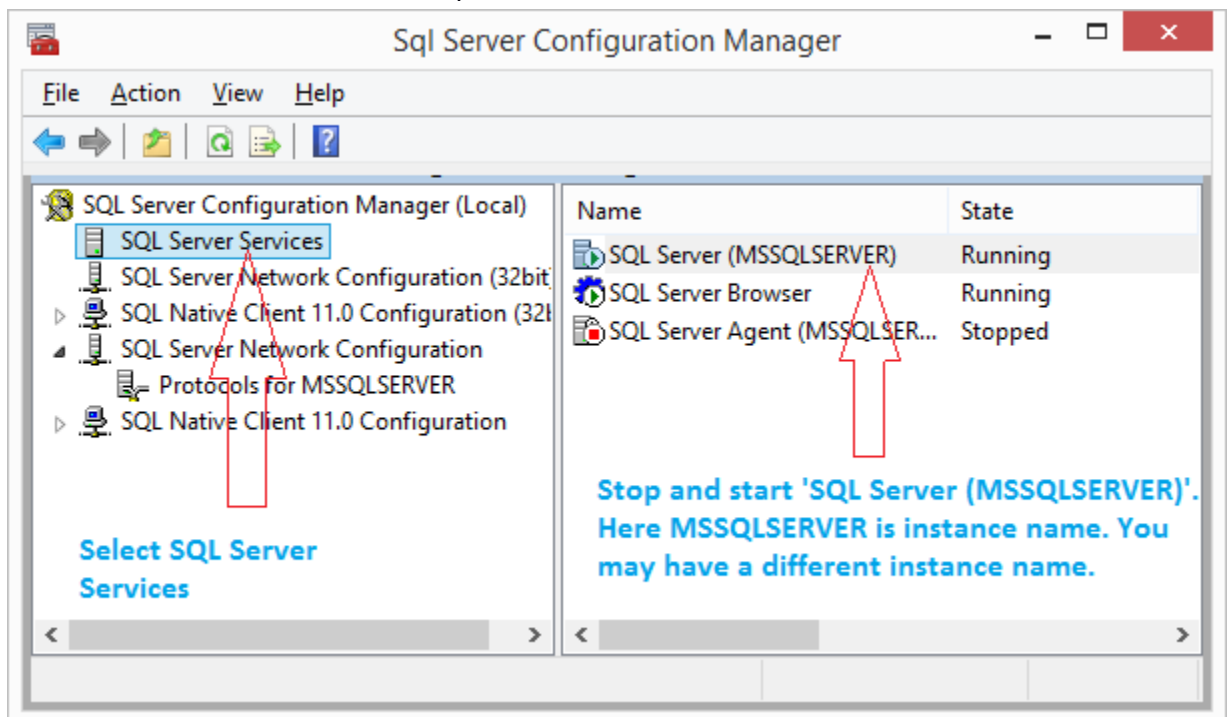 Sql Server Configuration Manager
File Action View Help
SQL Server Configuration Manager (Local)
SQL Server Services
SQL Server Network Configuration (32bit
SQL Native Client 11.0 Configuration (32b
SQL Server Network Configuration
Protocols for MSSQLSERVER
SQL Native Client 11.0 Configuration
Select SQL Server
Services
Name State
SQL Server (MSSQLSERVER) Running
SQL Server Browser Running
SQL Server Agent (MSSQLSER... Stopped
Stop and start 'SQL Server (MSSQLSERVER)'.
Here MSSQLSERVER is instance name. You
may have a different instance name.